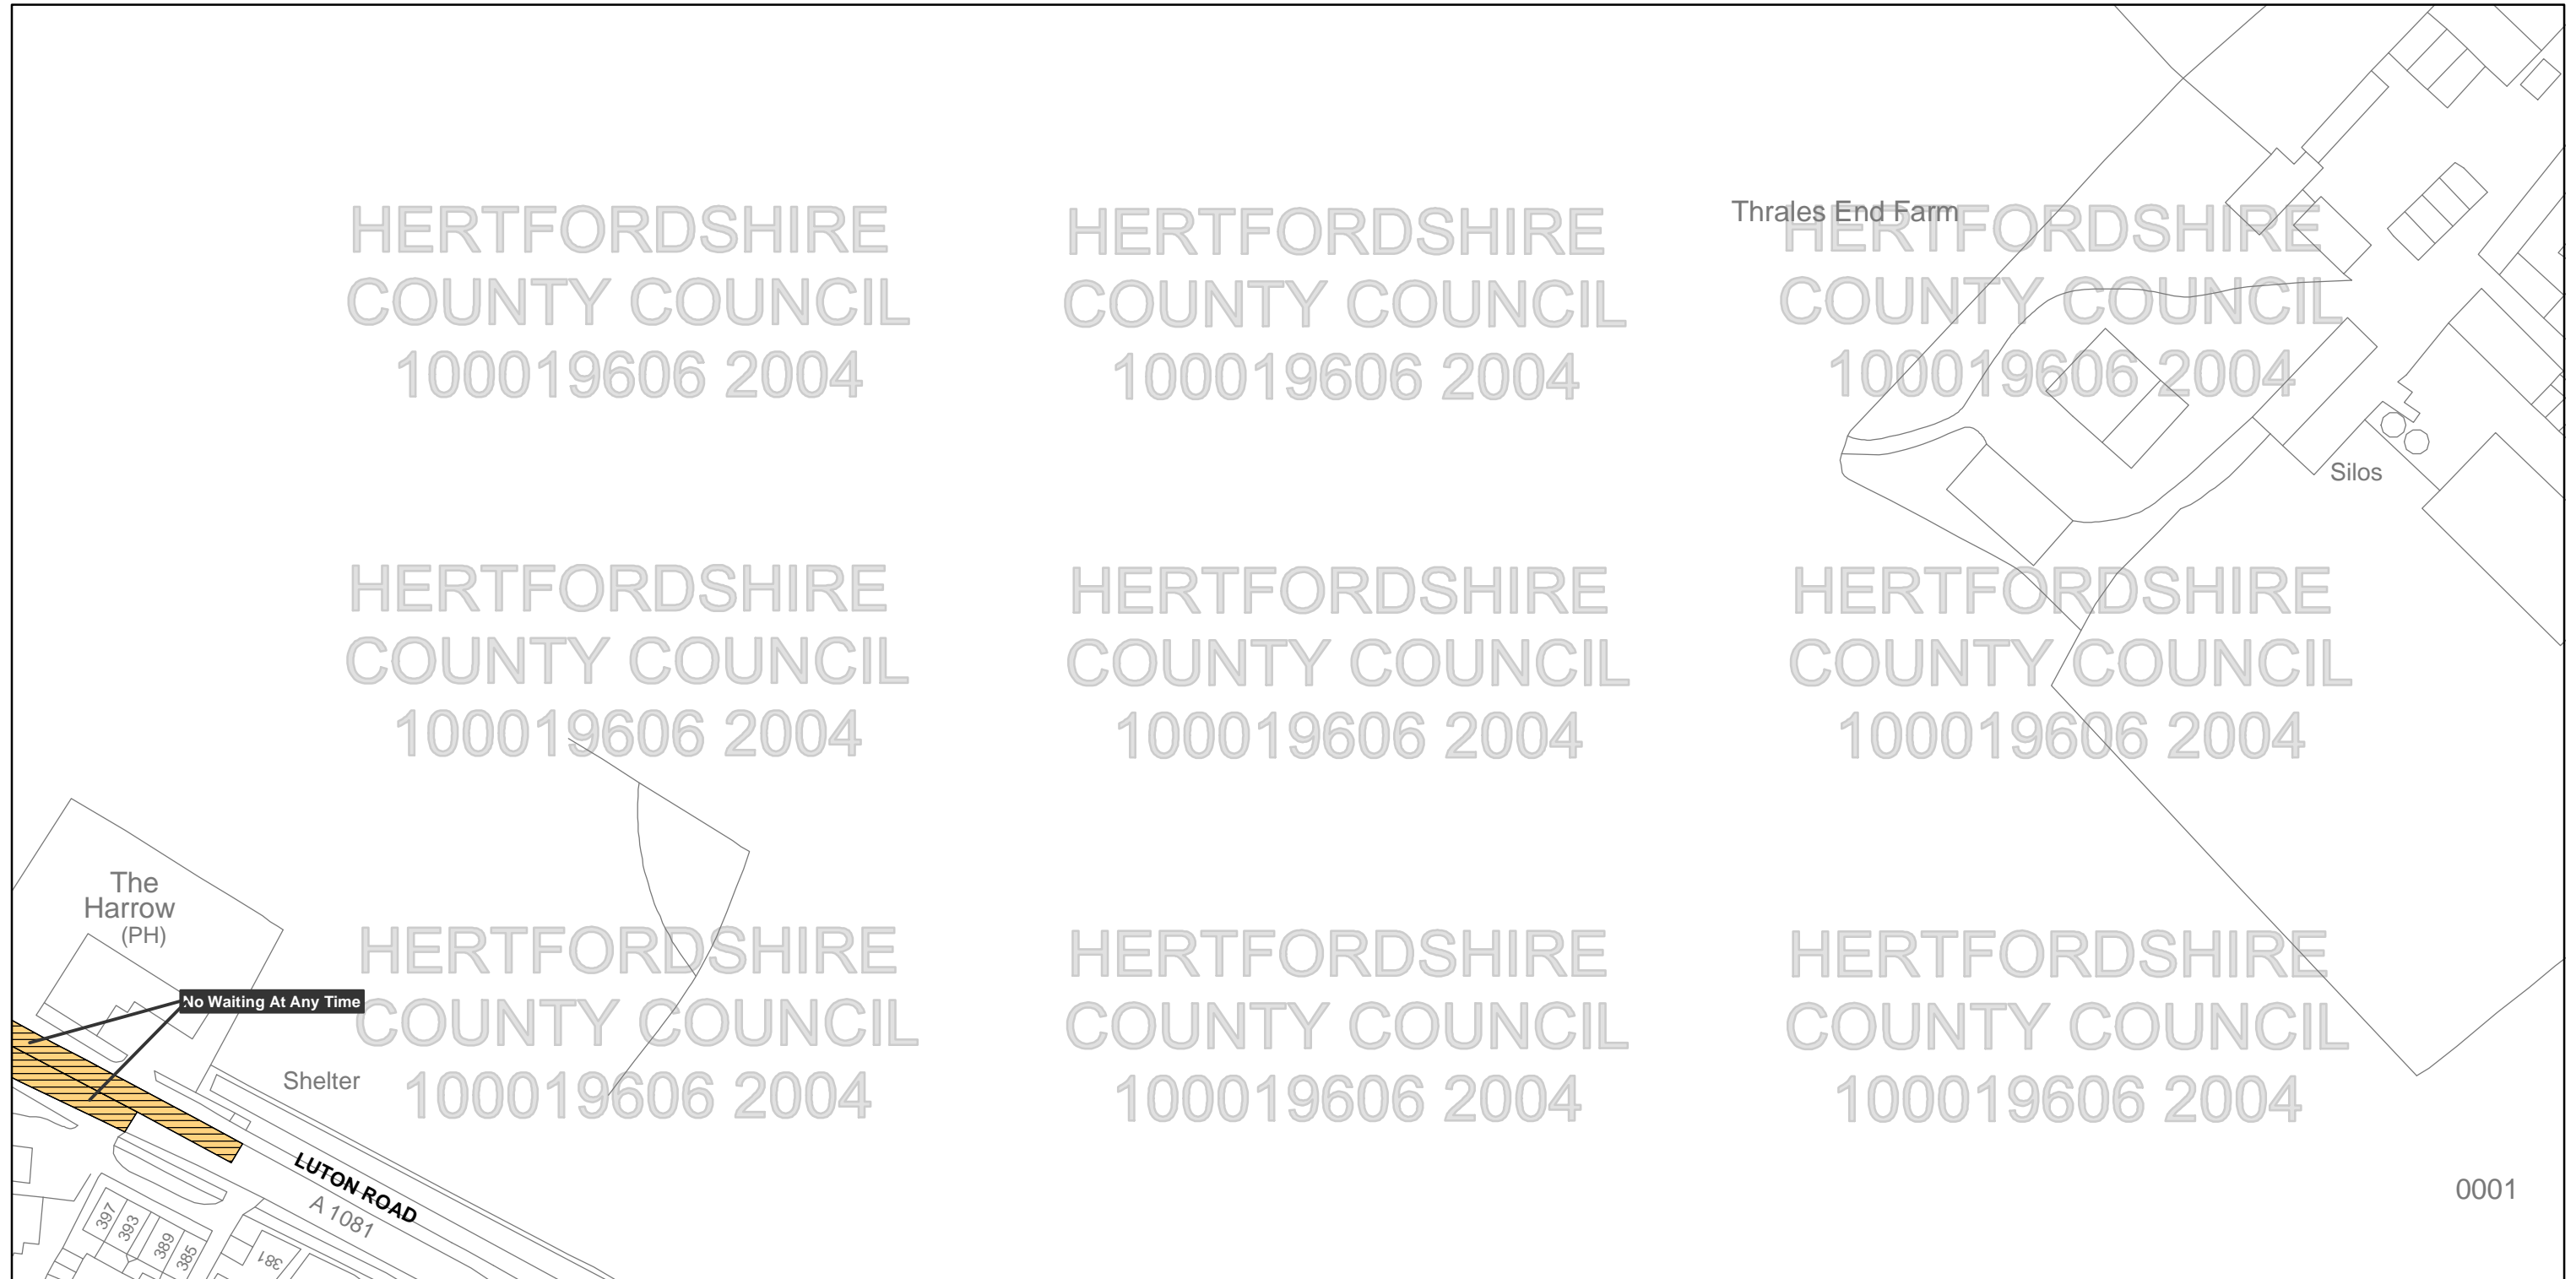 HERTFORDSHIRE
COUNTY COUNCIL
100019606 2004
HERTFORDSHIRE
COUNTY COUNCIL
100019606 2004
Thrales End Farm
HERTFORDSHIRE
COUNTY COUNCIL
100019606 2004
Silos
HERTFORDSHIRE
COUNTY COUNCIL
100019606 2004
HERTFORDSHIRE
COUNTY COUNCIL
100019606 2004
HERTFORDSHIRE
COUNTY COUNCIL
100019606 2004
The
Harrow
(PH)
No Waiting At Any Time
Shelter
HERTFORDSHIRE
COUNTY COUNCIL
100019606 2004
HERTFORDSHIRE
COUNTY COUNCIL
100019606 2004
HERTFORDSHIRE
COUNTY COUNCIL
100019606 2004
LUTON ROAD
A 1081
0001
397
393
389
385
381